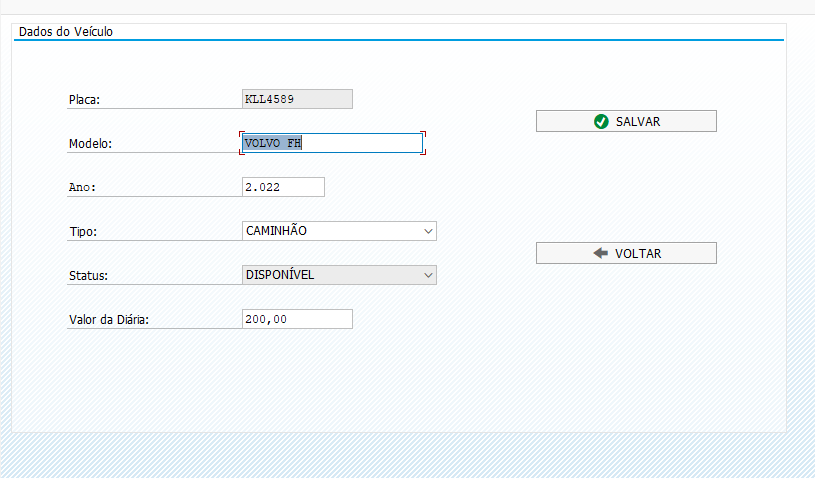 Dados do Veículo
Placa: KLL4589
SALVAR
Modelo: VOLVO FH
Ano: 2.022
Tipo: CAMINHÃO
VOLTAR
Status: DISPONÍVEL
Valor da Diária: 200,00